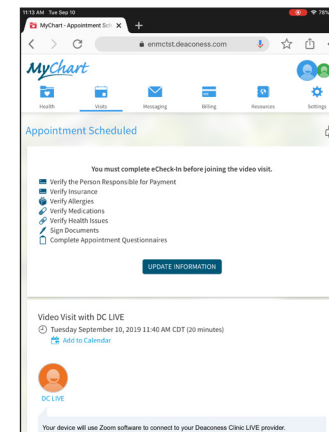 11:13 AM Tue Sep 10
78%
MyChart - Appointment Sch
enmctst.deaconess.com
MyChart
Health
Visits
Messaging
Billing
Resources
Settings
Appointment Scheduled
You must complete eCheck-In before joining the video visit.
Verify the Person Responsible for Payment
Verify Insurance
Verify Allergies
Verify Medications
Verify Health Issues
Sign Documents
Complete Appointment Questionnaires
UPDATE INFORMATION
Video Visit with DC LIVE
Tuesday September 10, 2019 11:40 AM CDT (20 minutes)
Add to Calendar
DC LIVE
Your device will use Zoom software to connect to your Deaconess Clinic LIVE provider.